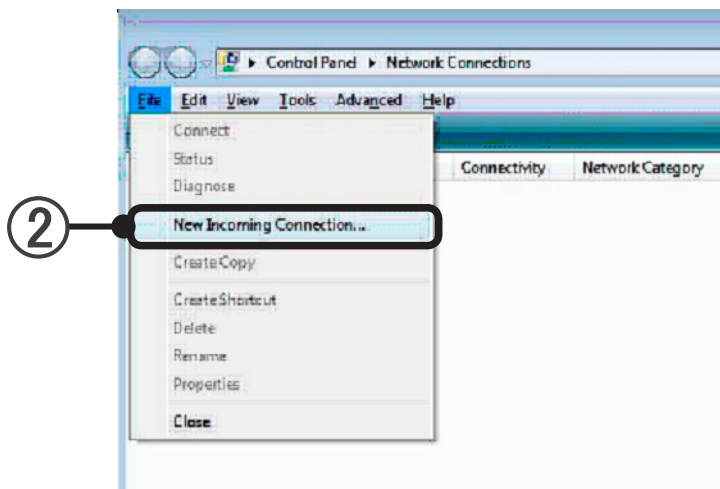 Control Panel Network Connections
File Edit View Tools Advanced Help
Connect
Status
Connectivity Network Category
Diagnose
② New Incoming Connection...
Create Copy
Create Shortcut
Delete
Rename
Properties
Close